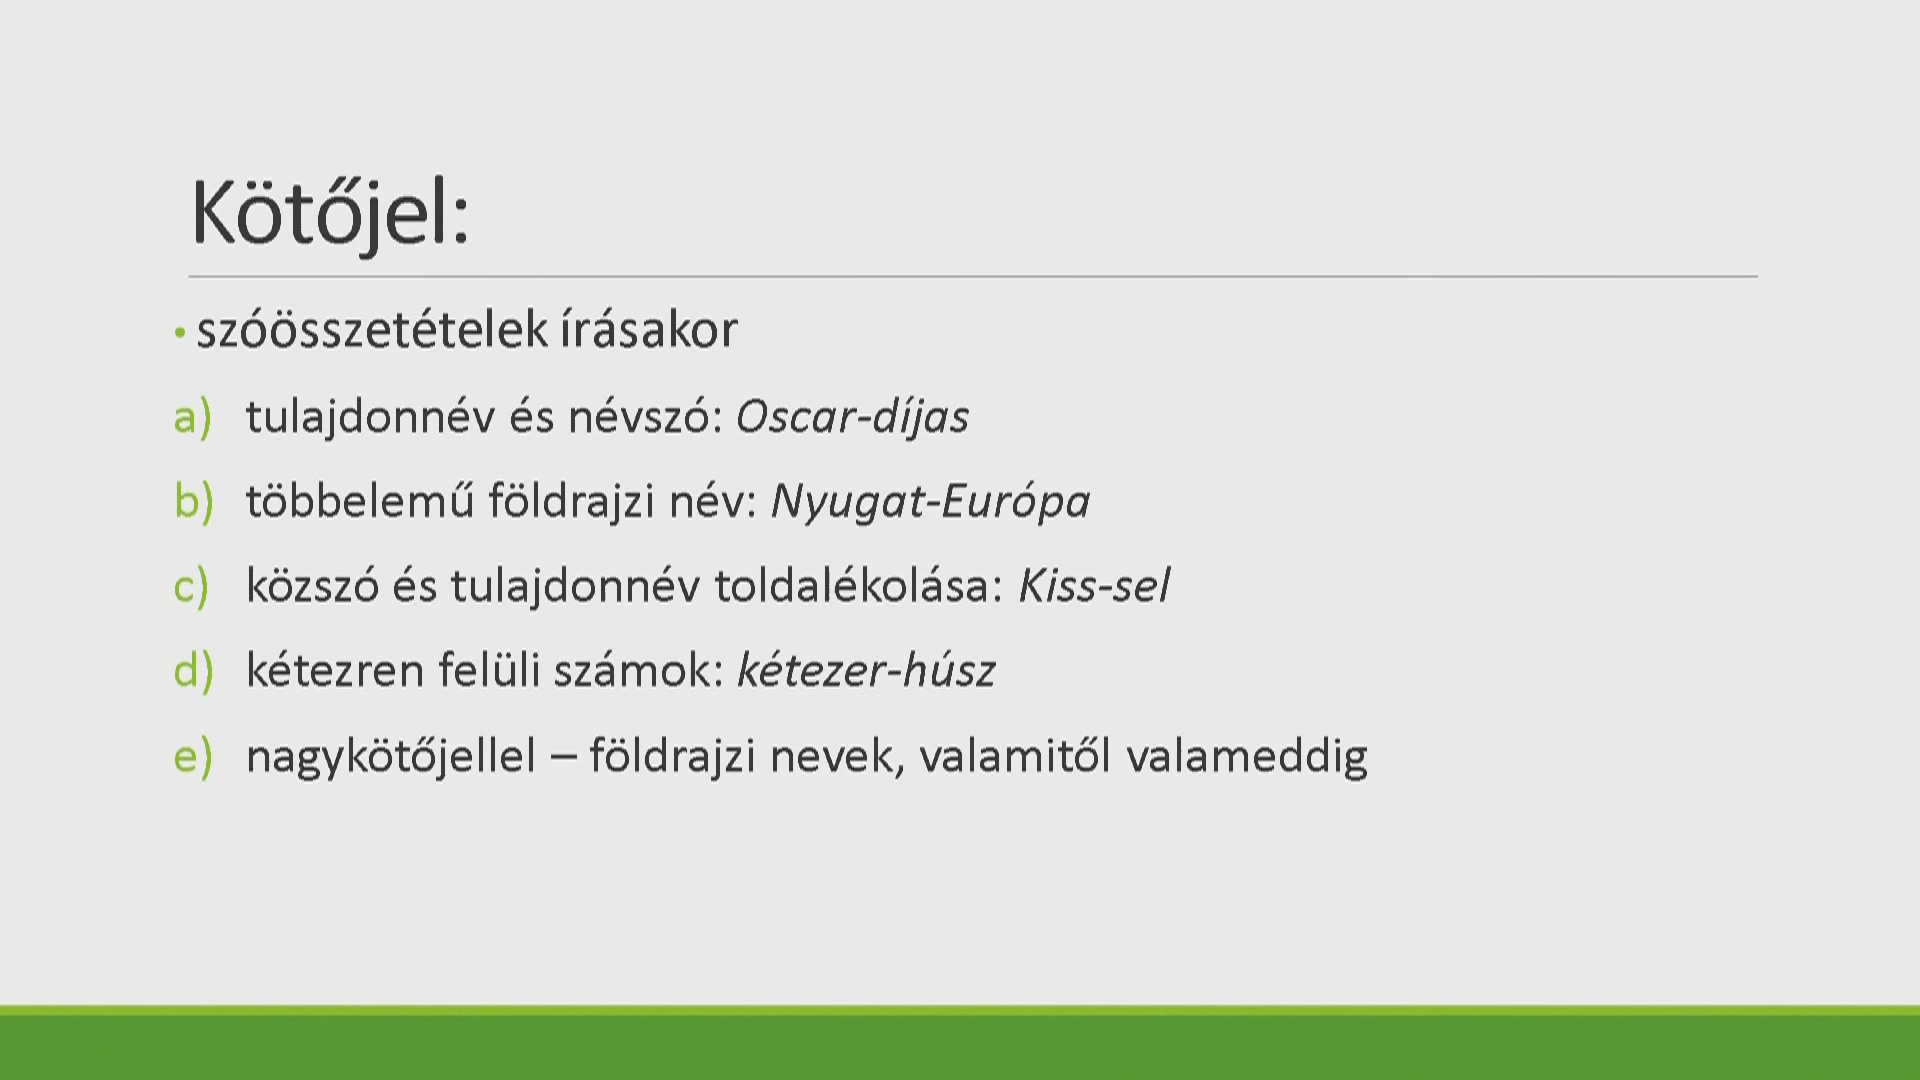 Kötőjel:
• szóösszetételek írásakor
a) tulajdonnév és névszó: Oscar-díjas
b) többelemű földrajzi név: Nyugat-Európa
c) közszó és tulajdonnév toldalékolása: Kiss-sel
d) kétezren felüli számok: kétezer-húsz
e) nagykötőjellel – földrajzi nevek, valamitől valameddig